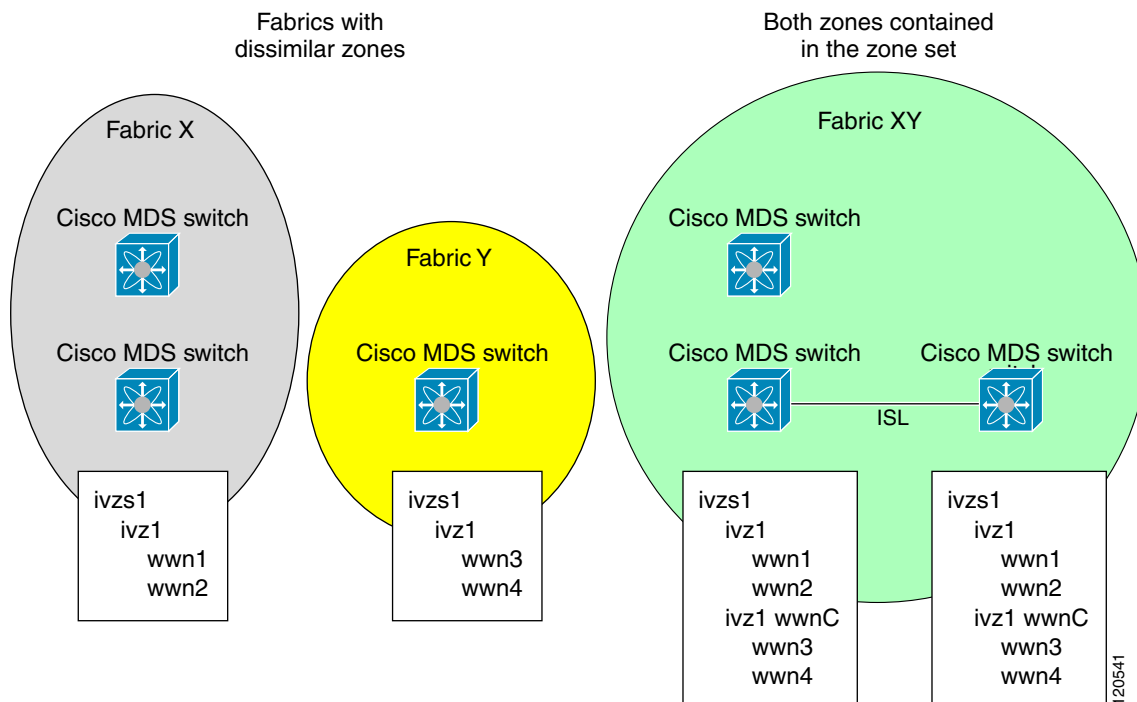 Fabrics with
dissimilar zones
Both zones contained
in the zone set
Fabric X
Cisco MDS switch
Cisco MDS switch
ivzs1
ivz1
wwn1
wwn2
Fabric Y
Cisco MDS switch
ivzs1
ivz1
wwn3
wwn4
Fabric XY
Cisco MDS switch
Cisco MDS switch
Cisco MDS switch
ISL
ivzs1
ivz1
wwn1
wwn2
ivz1 wwnC
wwn3
wwn4
ivzs1
ivz1
wwn1
wwn2
ivz1 wwnC
wwn3
wwn4
120541